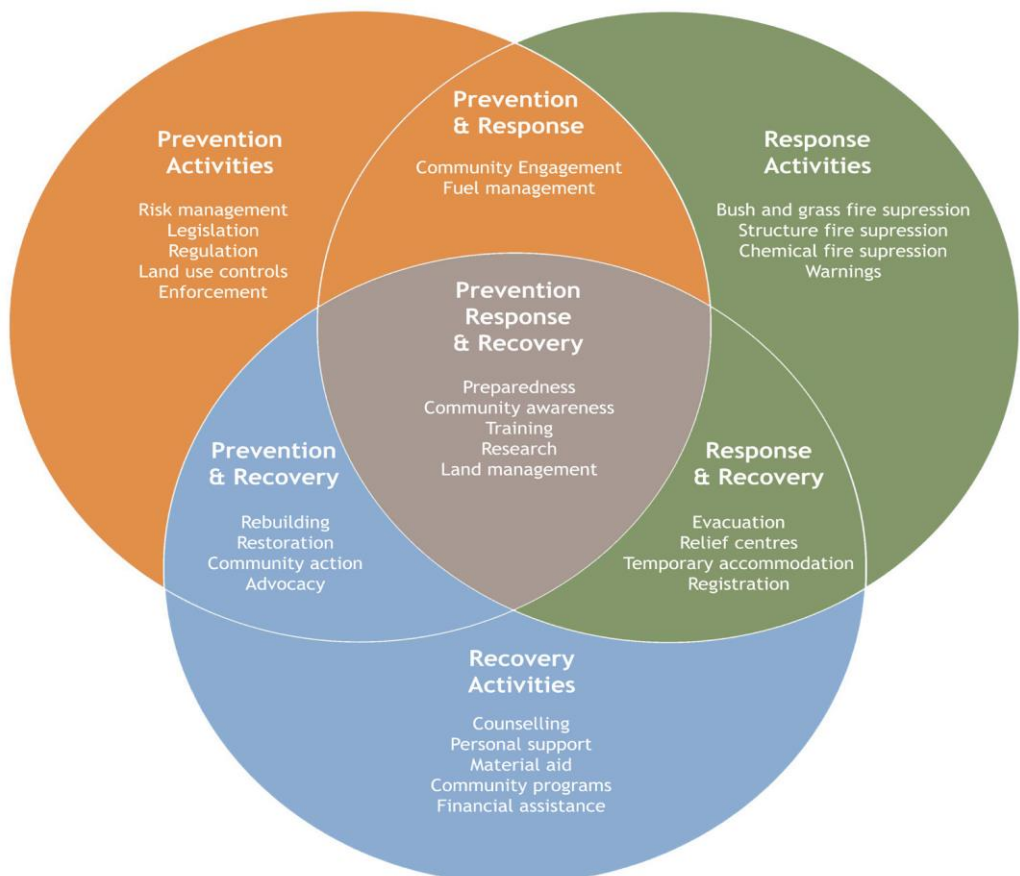 Prevention
& Response
Community Engagement
Fuel management
Prevention
Activities
Risk management
Legislation
Regulation
Land use controls
Enforcement
Response
Activities
Bush and grass fire supression
Structure fire supression
Chemical fire supression
Warnings
Prevention
Response
& Recovery
Preparedness
Community awareness
Training
Research
Land management
Prevention
& Recovery
Rebuilding
Restoration
Community action
Advocacy
Response
& Recovery
Evacuation
Relief centres
Temporary accommodation
Registration
Recovery
Activities
Counselling
Personal support
Material aid
Community programs
Financial assistance